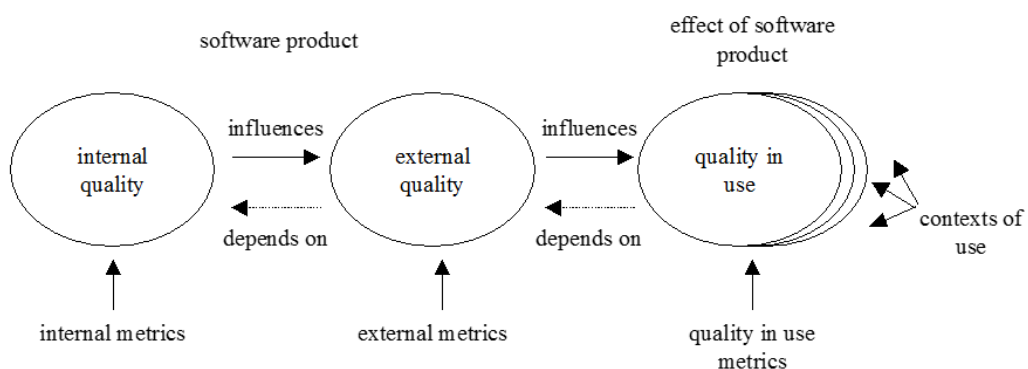 software product
effect of software
product
internal
quality
influences
depends on
external
quality
influences
depends on
quality in
use
contexts of
use
internal metrics
external metrics
quality in use
metrics